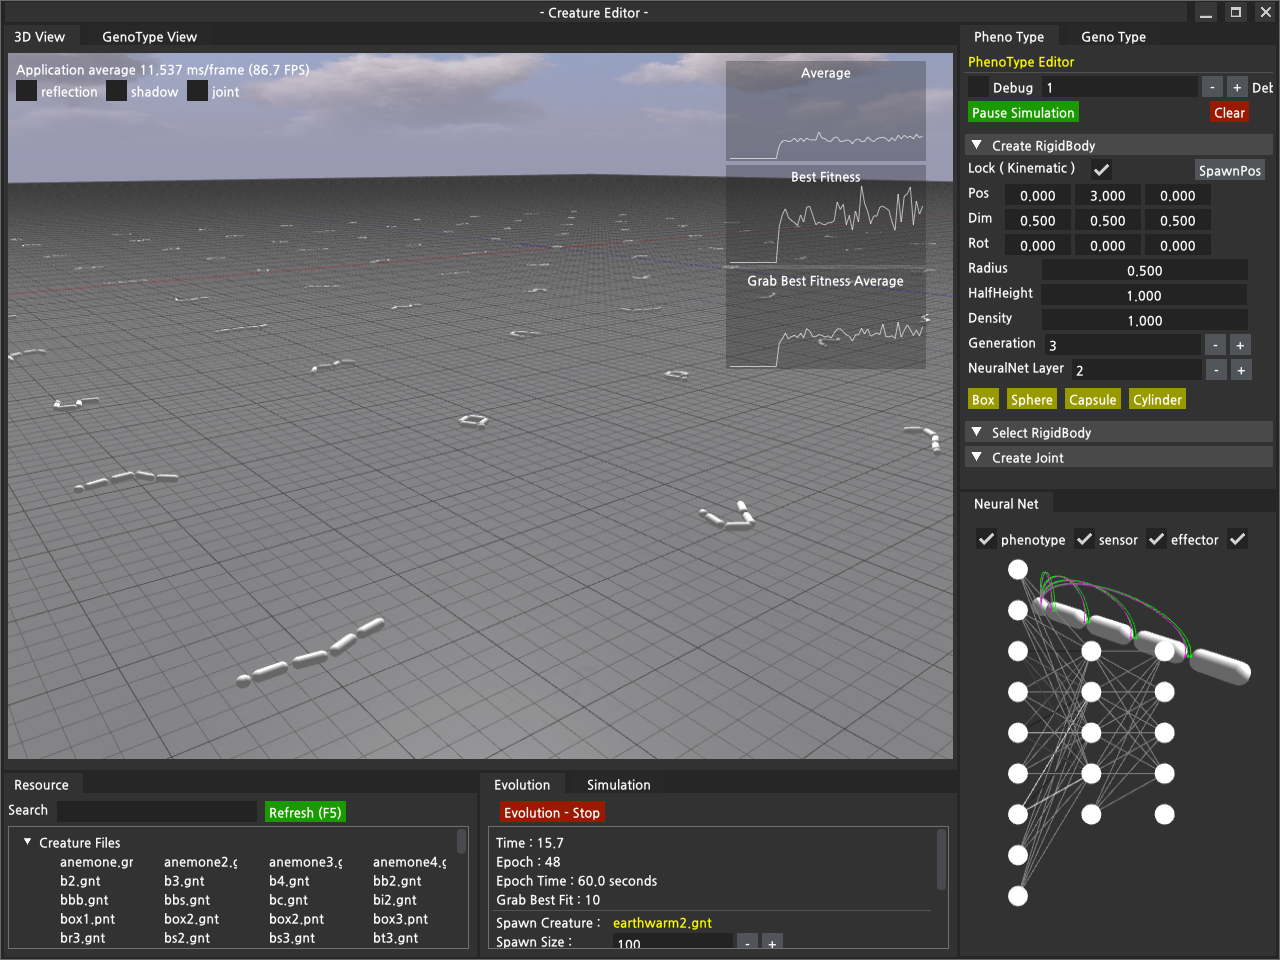 - Creature Editor -
3D View GenoType View
Application average 11.537 ms/frame (86.7 FPS)
reflection shadow joint
Average
Best Fitness
Grab Best Fitness Average
Pheno Type Geno Type
PhenoType Editor
Debug 1 - + Deb
Pause Simulation Clear
Create RigidBody
Lock ( Kinematic ) SpawnPos
Pos 0.000 3.000 0.000
Dim 0.500 0.500 0.500
Rot 0.000 0.000 0.000
Radius 0.500
HalfHeight 1.000
Density 1.000
Generation 3 - +
NeuralNet Layer 2 - +
Box Sphere Capsule Cylinder
Select RigidBody
Create Joint
Neural Net
phenotype sensor effector
Resource
Search Refresh (F5)
Creature Files
anemone.gr anemone2.g anemone3.g anemone4.g
b2.gnt b3.gnt b4.gnt bb2.gnt
bbb.gnt bbs.gnt bc.gnt bi2.gnt
box1.pnt box2.gnt box2.pnt box3.pnt
br3.gnt bs2.gnt bs3.gnt bt3.gnt
Evolution Simulation
Evolution - Stop
Time : 15.7
Epoch : 48
Epoch Time : 60.0 seconds
Grab Best Fit : 10
Spawn Creature : earthwarm2.gnt
Spawn Size : 100 - +